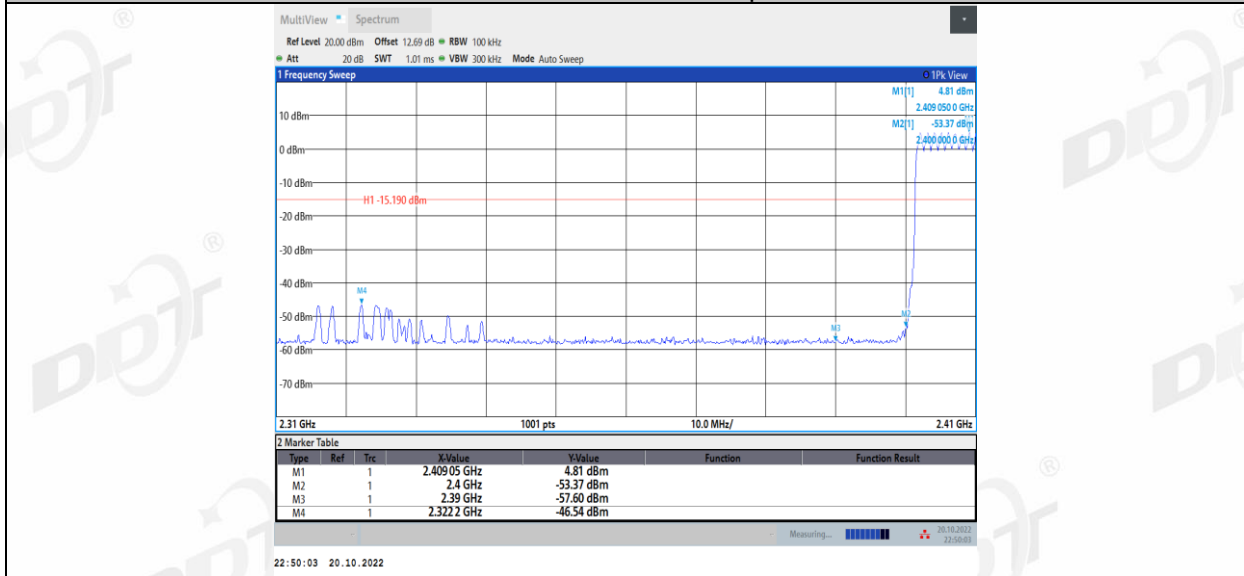 MultiView Spectrum
Ref Level 20.00 dBm Offset 12.69 dB RBW 100 kHz
Att 20 dB SWT 1.01 ms VBW 300 kHz Mode Auto Sweep
1 Frequency Sweep 1Pk View
M1[1] 4.81 dBm
2.409 050 0 GHz
10 dBm
M2[1] -53.37 dBm
2.400 000 0 GHz
0 dBm
-10 dBm
H1 -15.190 dBm
-20 dBm
-30 dBm
-40 dBm
M4
-50 dBm
M2
M3
-60 dBm
-70 dBm
2.31 GHz 1001 pts 10.0 MHz/ 2.41 GHz
2 Marker Table
Type Ref Trc X-Value Y-Value Function Function Result
M1 1 2.409 05 GHz 4.81 dBm
M2 1 2.4 GHz -53.37 dBm
M3 1 2.39 GHz -57.60 dBm
M4 1 2.322 2 GHz -46.54 dBm
Measuring... 20.10.2022
22:50:03
22:50:03 20.10.2022
DDT®
DDT®
DDT®
DDT
DDT
DDT®